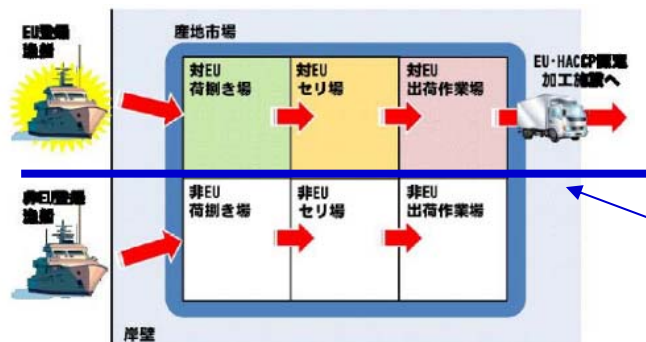 EU登録
漁船
産地市場
対EU
荷捌き場
対EU
セリ場
対EU
出荷作業場
EU・HACCP関連
加工施設へ
非EU登録
漁船
非EU
荷捌き場
非EU
セリ場
非EU
出荷作業場
岸壁